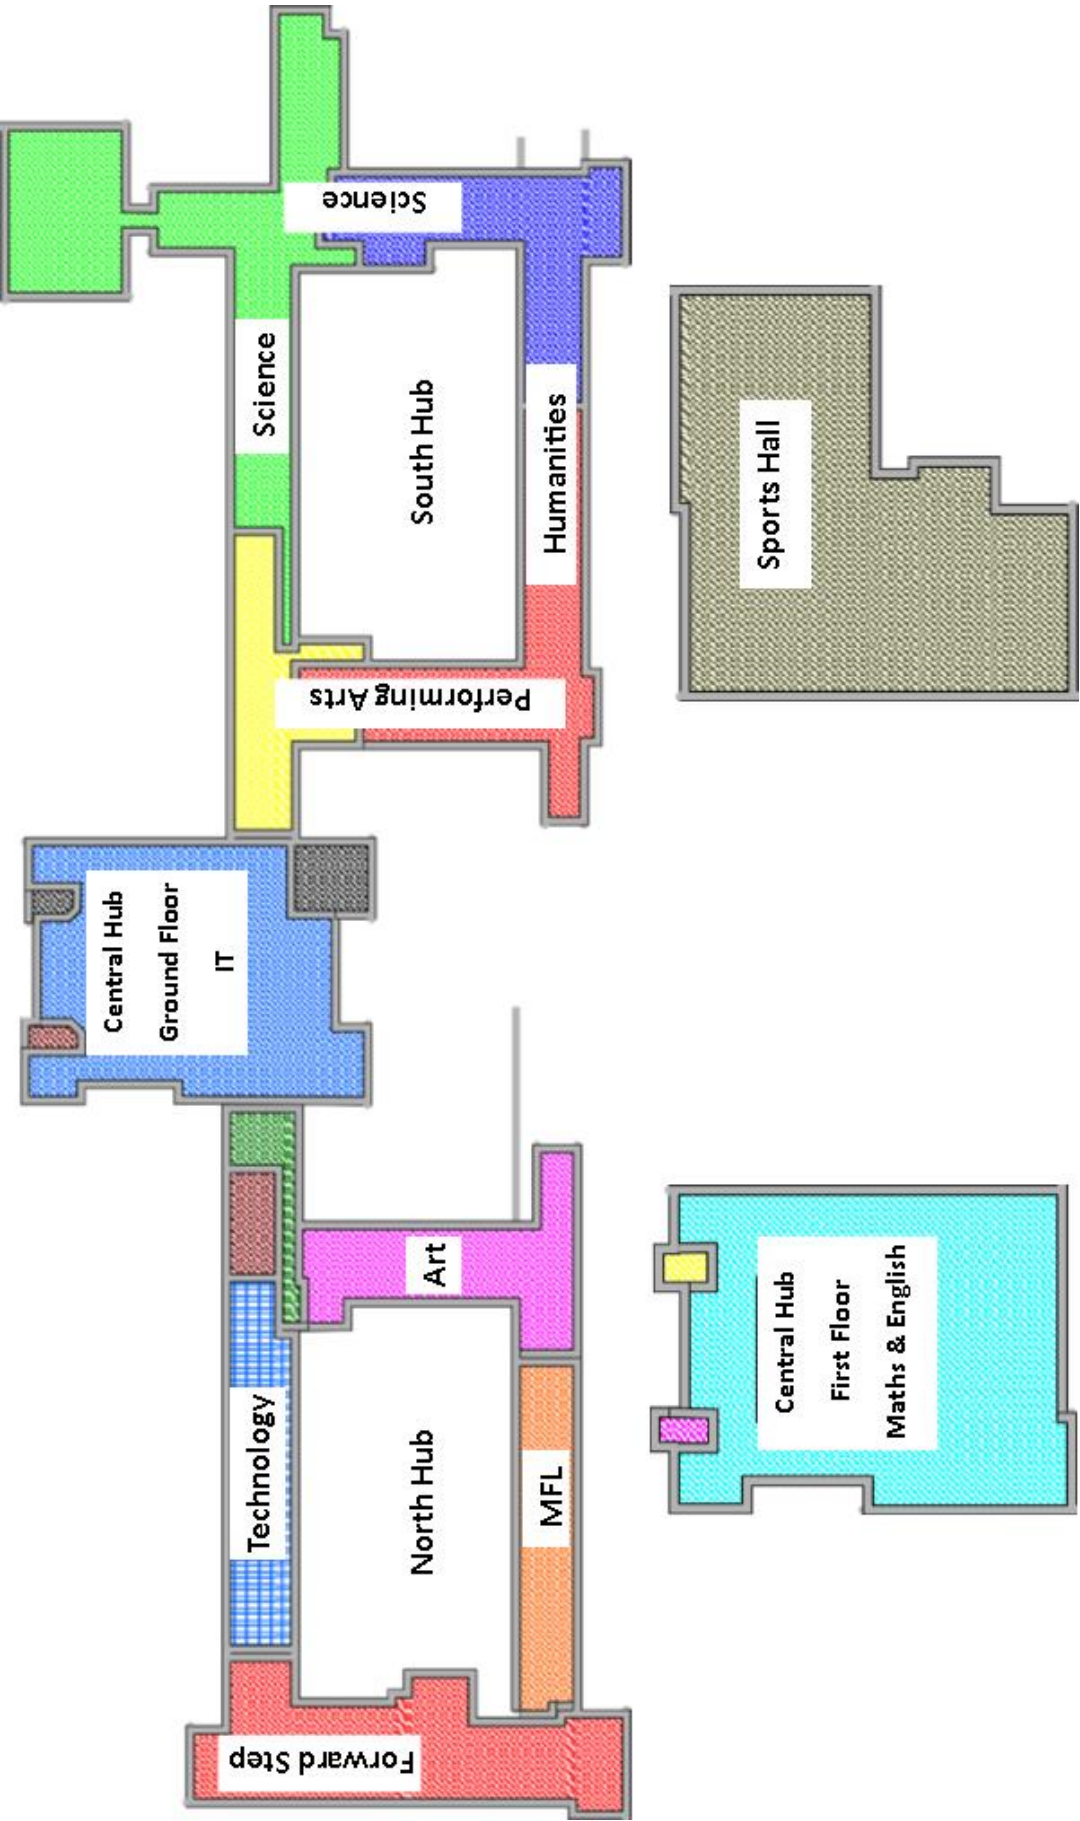 Science
Science
South Hub
Humanities
Performing Arts
Sports Hall
Central Hub
Ground Floor
IT
Art
Technology
North Hub
MFL
Forward Step
Central Hub
First Floor
Maths & English